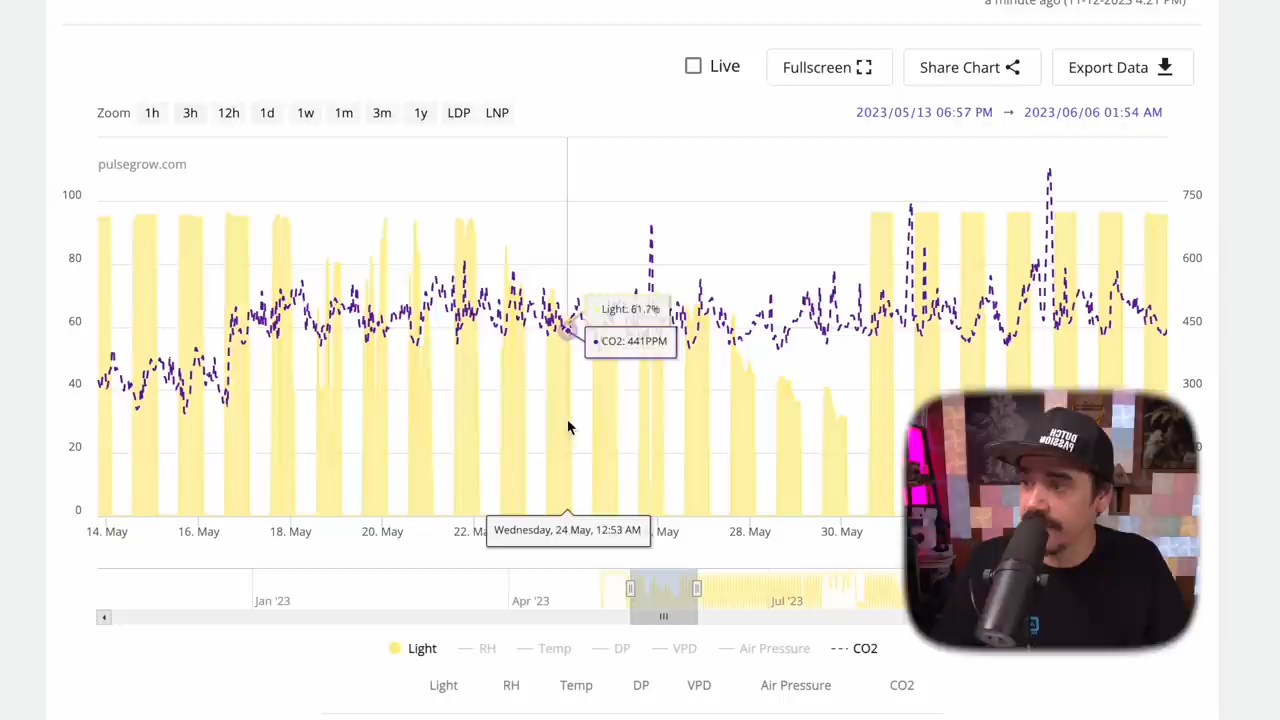 a minute ago (11-12-2023 4:21 PM)
Live
Fullscreen
Share Chart
Export Data
Zoom 1h 3h 12h 1d 1w 1m 3m 1y LDP LNP
2023/05/13 06:57 PM → 2023/06/06 01:54 AM
pulsegrow.com
100
750
80
600
60
450
40
300
20
0
0
Light: 61.7%
CO2: 441PPM
DUTCH
PASSION
14. May 16. May 18. May 20. May 22. Ma . May 28. May 30. May
Wednesday, 24 May, 12:53 AM
Jan '23 Apr '23 Jul '23
Light RH Temp DP VPD Air Pressure CO2
Light RH Temp DP VPD Air Pressure CO2